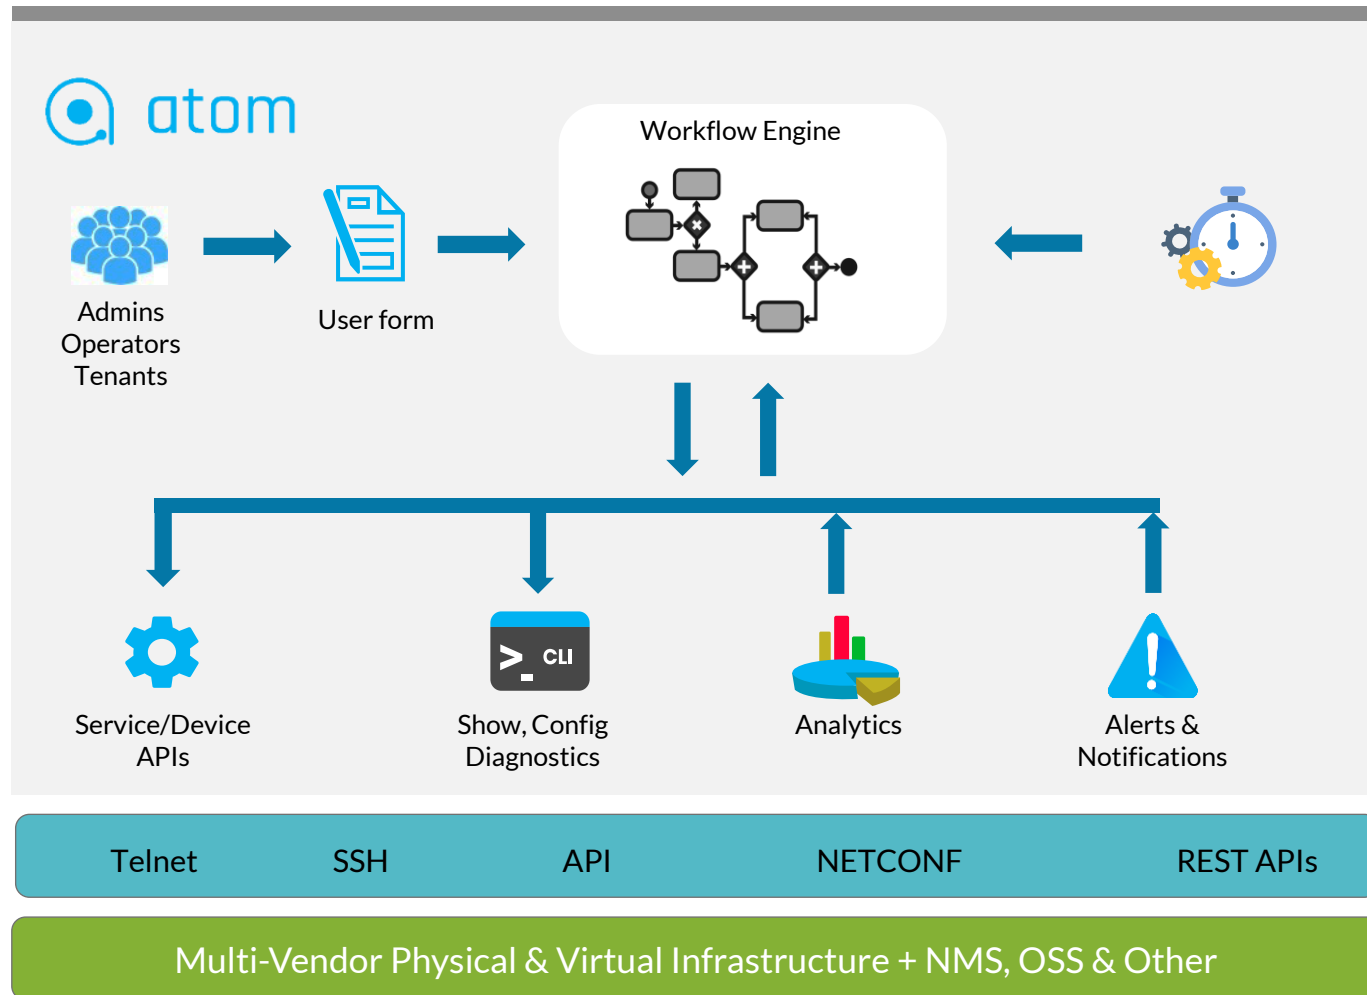 atom
Workflow Engine
Admins
Operators
Tenants
User form
CLI
Service/Device
APIs
Show, Config
Diagnostics
Analytics
Alerts &
Notifications
Telnet SSH API NETCONF REST APIs
Multi-Vendor Physical & Virtual Infrastructure + NMS, OSS & Other